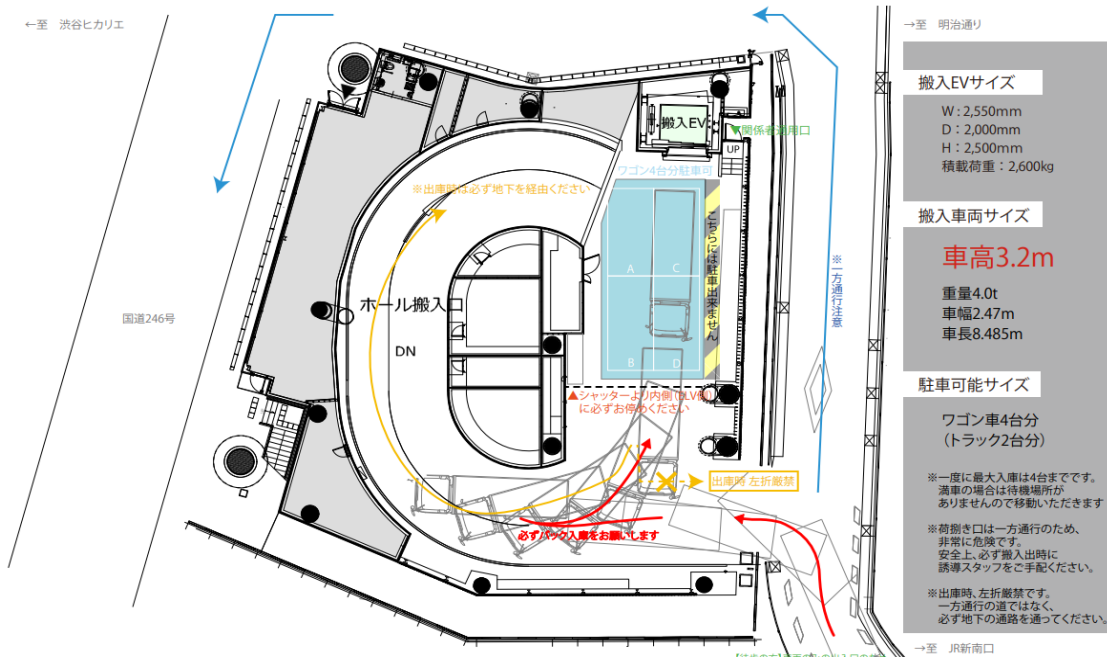 ←至　渋谷ヒカリエ
→至　明治通り
搬入EVサイズ
W：2,550mm
D：2,000mm
H：2,500mm
積載荷重：2,600kg
搬入車両サイズ
車高3.2m
重量4.0t
車幅2.47m
車長8.485m
駐車可能サイズ
ワゴン車4台分
（トラック2台分）
※一度に最大入庫は4台までです。
満車の場合は待機場所が
ありませんので移動いただきます
※荷捌き口は一方通行のため、
非常に危険です。
安全上、必ず搬入出時に
誘導スタッフをご手配ください。
※出庫時、左折厳禁です。
一方通行の道ではなく、
必ず地下の通路を通ってください。
→至　JR新南口
搬入EV
▼関係者通用口
UP
ワゴン4台分駐車可
※出庫時は必ず地下を経由ください
こちらには駐車出来ません
A
C
B
D
※一方通行注意
国道246号
ホール搬入口
DN
▲シャッターより内側（ELV側）
に必ずお停めください
出庫時 左折厳禁
必ずバック入庫をお願いします